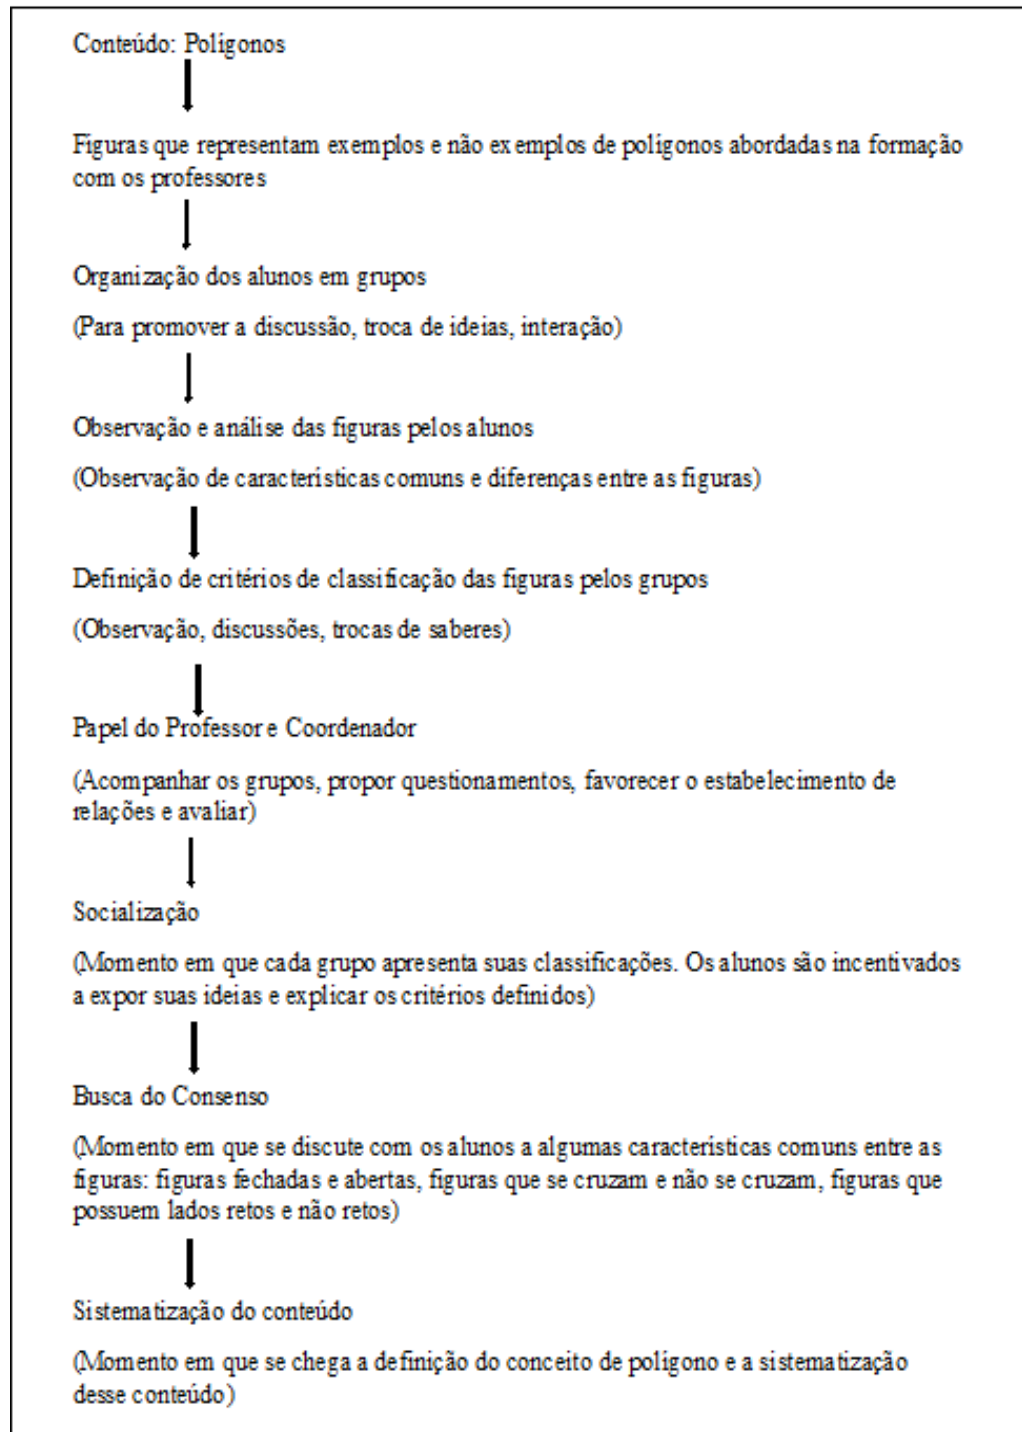 Conteúdo: Polígonos
Figuras que representam exemplos e não exemplos de polígonos abordadas na formação
com os professores
Organização dos alunos em grupos
(Para promover a discussão, troca de ideias, interação)
Observação e análise das figuras pelos alunos
(Observação de características comuns e diferenças entre as figuras)
Definição de critérios de classificação das figuras pelos grupos
(Observação, discussões, trocas de saberes)
Papel do Professor e Coordenador
(Acompanhar os grupos, propor questionamentos, favorecer o estabelecimento de
relações e avaliar)
Socialização
(Momento em que cada grupo apresenta suas classificações. Os alunos são incentivados
a expor suas ideias e explicar os critérios definidos)
Busca do Consenso
(Momento em que se discute com os alunos a algumas características comuns entre as
figuras: figuras fechadas e abertas, figuras que se cruzam e não se cruzam, figuras que
possuem lados retos e não retos)
Sistematização do conteúdo
(Momento em que se chega a definição do conceito de polígono e a sistematização
desse conteúdo)